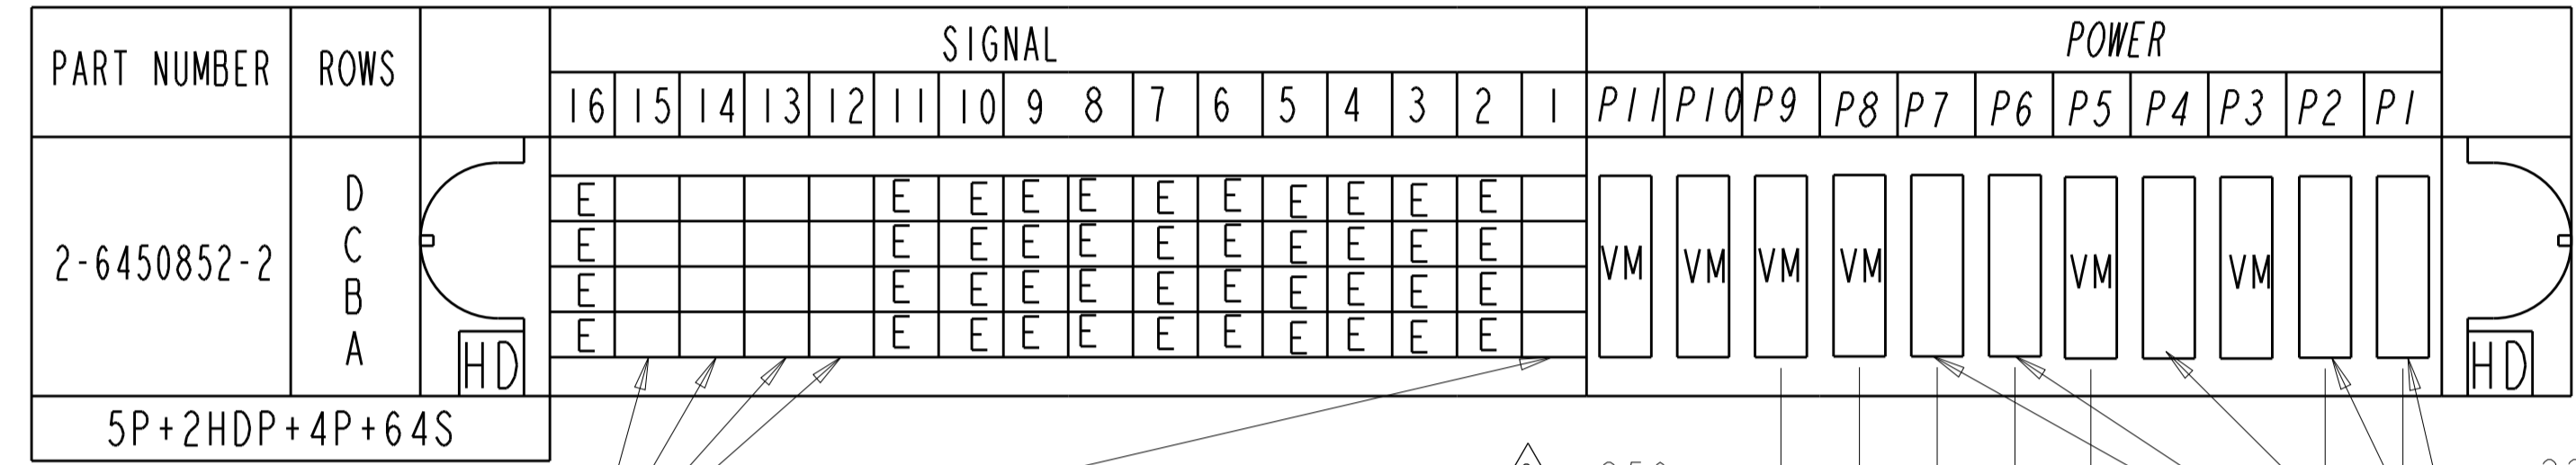 PART NUMBER ROWS SIGNAL POWER
16 15 14 13 12 11 10 9 8 7 6 5 4 3 2 1 P11 P10 P9 P8 P7 P6 P5 P4 P3 P2 P1
D E E E E E E E E E E E
C E E E E E E E E E E E
2-6450852-2 VM VM VM VM VM VM
B E E E E E E E E E E E
A E E E E E E E E E E E
HD HD
5P+2HDP+4P+64S